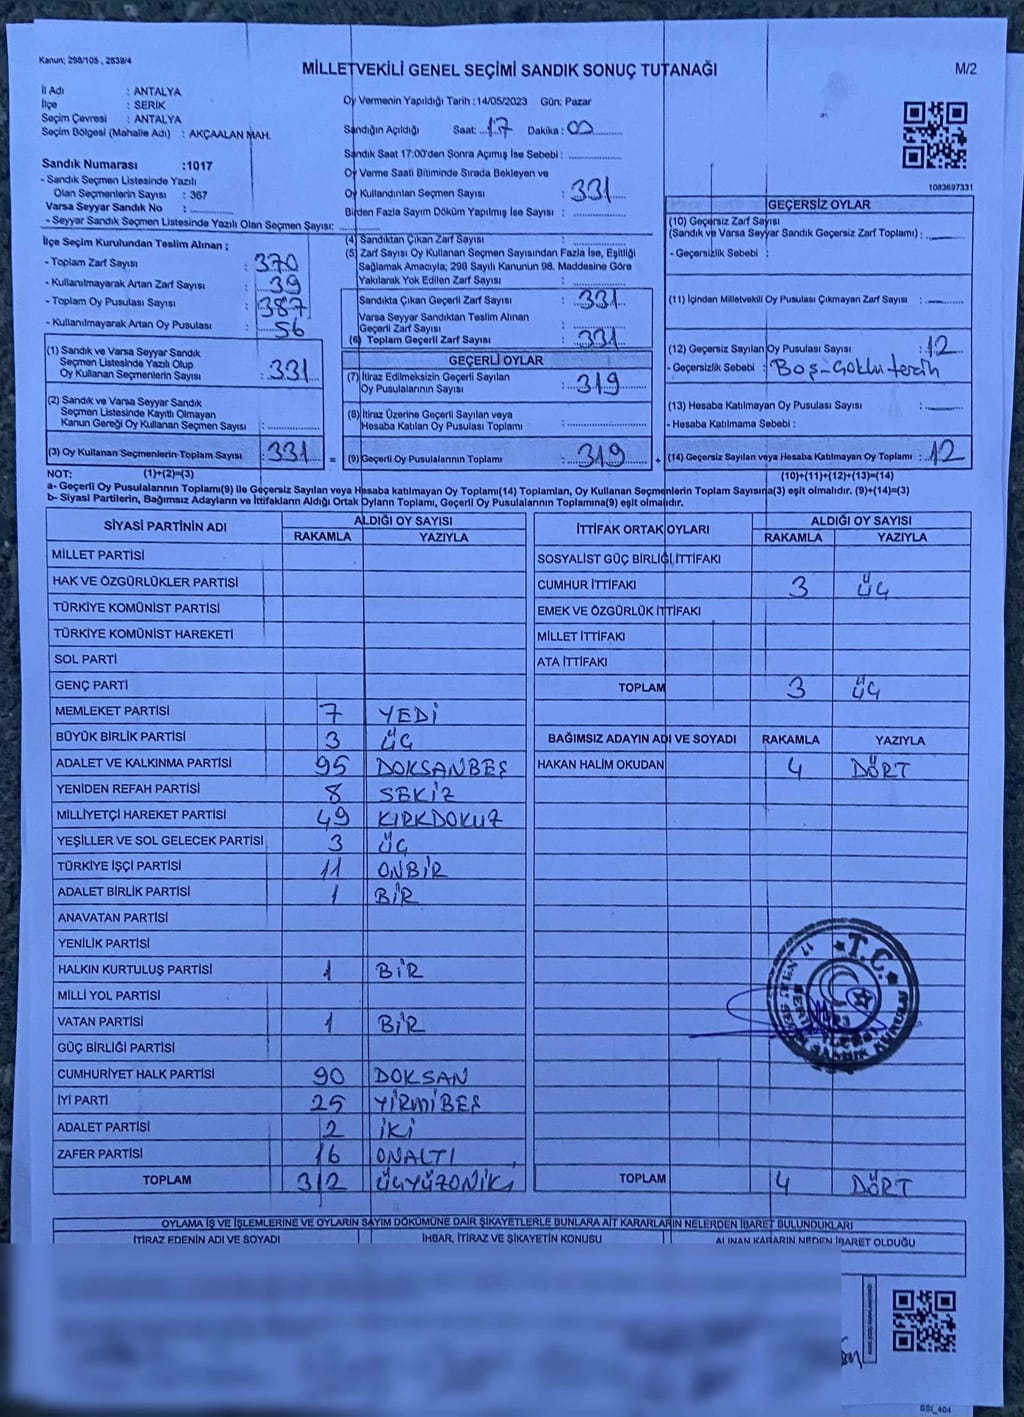 Kanun; 298/105 , 2839/4
MİLLETVEKİLİ GENEL SEÇİMİ SANDIK SONUÇ TUTANAĞI
M/2
İl Adı : ANTALYA
İlçe : SERİK
Seçim Çevresi : ANTALYA
Seçim Bölgesi (Mahalle Adı) : AKÇAALAN MAH.
Sandık Numarası :1017
- Sandık Seçmen Listesinde Yazılı
Olan Seçmenlerin Sayısı : 367
Varsa Seyyar Sandık No :
- Seyyar Sandık Seçmen Listesinde Yazılı Olan Seçmen Sayısı:
Oy Vermenin Yapıldığı Tarih :14/05/2023 Gün: Pazar
Sandığın Açıldığı Saat: 17 Dakika : 00
Sandık Saat 17:00'den Sonra Açımış İse Sebebi :
Oy Verme Saati Bitiminde Sırada Bekleyen ve
Oy Kullandırılan Seçmen Sayısı : 331
Birden Fazla Sayım Döküm Yapılmış İse Sayısı :
1083697331
İlçe Seçim Kurulundan Teslim Alınan ;
- Toplam Zarf Sayısı : 370
- Kullanılmayarak Artan Zarf Sayısı : 39
- Toplam Oy Pusulası Sayısı : 387
- Kullanılmayarak Artan Oy Pusulası : 56
(4) Sandıktan Çıkan Zarf Sayısı :
(5) Zarf Sayısı Oy Kullanan Seçmen Sayısından Fazla İse, Eşitliği
Sağlamak Amacıyla; 298 Sayılı Kanunun 98. Maddesine Göre
Yakılarak Yok Edilen Zarf Sayısı :
Sandıkta Çıkan Geçerli Zarf Sayısı : 331
Varsa Seyyar Sandıktan Teslim Alınan
Geçerli Zarf Sayısı :
(6) Toplam Geçerli Zarf Sayısı : 331
GEÇERSİZ OYLAR
(10) Geçersiz Zarf Sayısı
(Sandık ve Varsa Seyyar Sandık Geçersiz Zarf Toplamı) :
- Geçersizlik Sebebi :
(11) İçinden Milletvekili Oy Pusulası Çıkmayan Zarf Sayısı :
(12) Geçersiz Sayılan Oy Pusulası Sayısı : 12
- Geçersizlik Sebebi : Boş-Çoklu tercih
(13) Hesaba Katılmayan Oy Pusulası Sayısı :
- Hesaba Katılmama Sebebi :
(1) Sandık ve Varsa Seyyar Sandık
Seçmen Listesinde Yazılı Olup
Oy Kullanan Seçmenlerin Sayısı : 331
(2) Sandık ve Varsa Seyyar Sandık
Seçmen Listesinde Kayıtlı Olmayan
Kanun Gereği Oy Kullanan Seçmen Sayısı :
GEÇERLİ OYLAR
(7) İtiraz Edilmeksizin Geçerli Sayılan
Oy Pusulalarının Sayısı : 319
(8) İtiraz Üzerine Geçerli Sayılan veya
Hesaba Katılan Oy Pusulası Toplamı :
(3) Oy Kullanan Seçmenlerin Toplam Sayısı : 331 = (9)Geçerli Oy Pusulalarının Toplamı : 319 + (14) Geçersiz Sayılan veya Hesaba Katılmayan Oy Toplamı : 12
NOT: (1)+(2)=(3) (10)+(11)+(12)+(13)=(14)
a- Geçerli Oy Pusulalarının Toplamı(9) ile Geçersiz Sayılan veya Hesaba katılmayan Oy Toplamı(14) Toplamları, Oy Kullanan Seçmenlerin Toplam Sayısına(3) eşit olmalıdır. (9)+(14)=(3)
b- Siyasi Partilerin, Bağımsız Adayların ve İttifakların Aldığı Ortak Oyların Toplamı, Geçerli Oy Pusulalarının Toplamına(9) eşit olmalıdır.
SİYASİ PARTİNİN ADI ALDIĞI OY SAYISI
RAKAMLA YAZIYLA
MİLLET PARTİSİ
HAK VE ÖZGÜRLÜKLER PARTİSİ
TÜRKİYE KOMÜNİST PARTİSİ
TÜRKİYE KOMÜNİST HAREKETİ
SOL PARTİ
GENÇ PARTİ
MEMLEKET PARTİSİ 7 YEDİ
BÜYÜK BİRLİK PARTİSİ 3 ÜÇ
ADALET VE KALKINMA PARTİSİ 95 DOKSANBEŞ
YENİDEN REFAH PARTİSİ 8 SEKİZ
MİLLİYETÇİ HAREKET PARTİSİ 49 KIRKDOKUZ
YEŞİLLER VE SOL GELECEK PARTİSİ 3 ÜÇ
TÜRKİYE İŞÇİ PARTİSİ 11 ONBİR
ADALET BİRLİK PARTİSİ 1 BİR
ANAVATAN PARTİSİ
YENİLİK PARTİSİ
HALKIN KURTULUŞ PARTİSİ 1 BİR
MİLLİ YOL PARTİSİ
VATAN PARTİSİ 1 BİR
GÜÇ BİRLİĞİ PARTİSİ
CUMHURİYET HALK PARTİSİ 90 DOKSAN
İYİ PARTİ 25 YİRMİBEŞ
ADALET PARTİSİ 2 İKİ
ZAFER PARTİSİ 16 ONALTI
TOPLAM 312 ÜÇYÜZONİKİ
İTTİFAK ORTAK OYLARI ALDIĞI OY SAYISI
RAKAMLA YAZIYLA
SOSYALİST GÜÇ BİRLİĞİ İTTİFAKI
CUMHUR İTTİFAKI 3 ÜÇ
EMEK VE ÖZGÜRLÜK İTTİFAKI
MİLLET İTTİFAKI
ATA İTTİFAKI
TOPLAM 3 ÜÇ
BAĞIMSIZ ADAYIN ADI VE SOYADI RAKAMLA YAZIYLA
HAKAN HALİM OKUDAN 4 DÖRT
T.C.
TOPLAM 4 DÖRT
OYLAMA İŞ VE İŞLEMLERİNE VE OYLARIN SAYIM DÖKÜMÜNE DAİR ŞİKAYETLERLE BUNLARA AİT KARARLARIN NELERDEN İBARET BULUNDUKLARI
İTİRAZ EDENİN ADI VE SOYADI İHBAR, İTİRAZ VE ŞİKAYETİN KONUSU ALINAN KARARIN NEDEN İBARET OLDUĞU
BSI_404